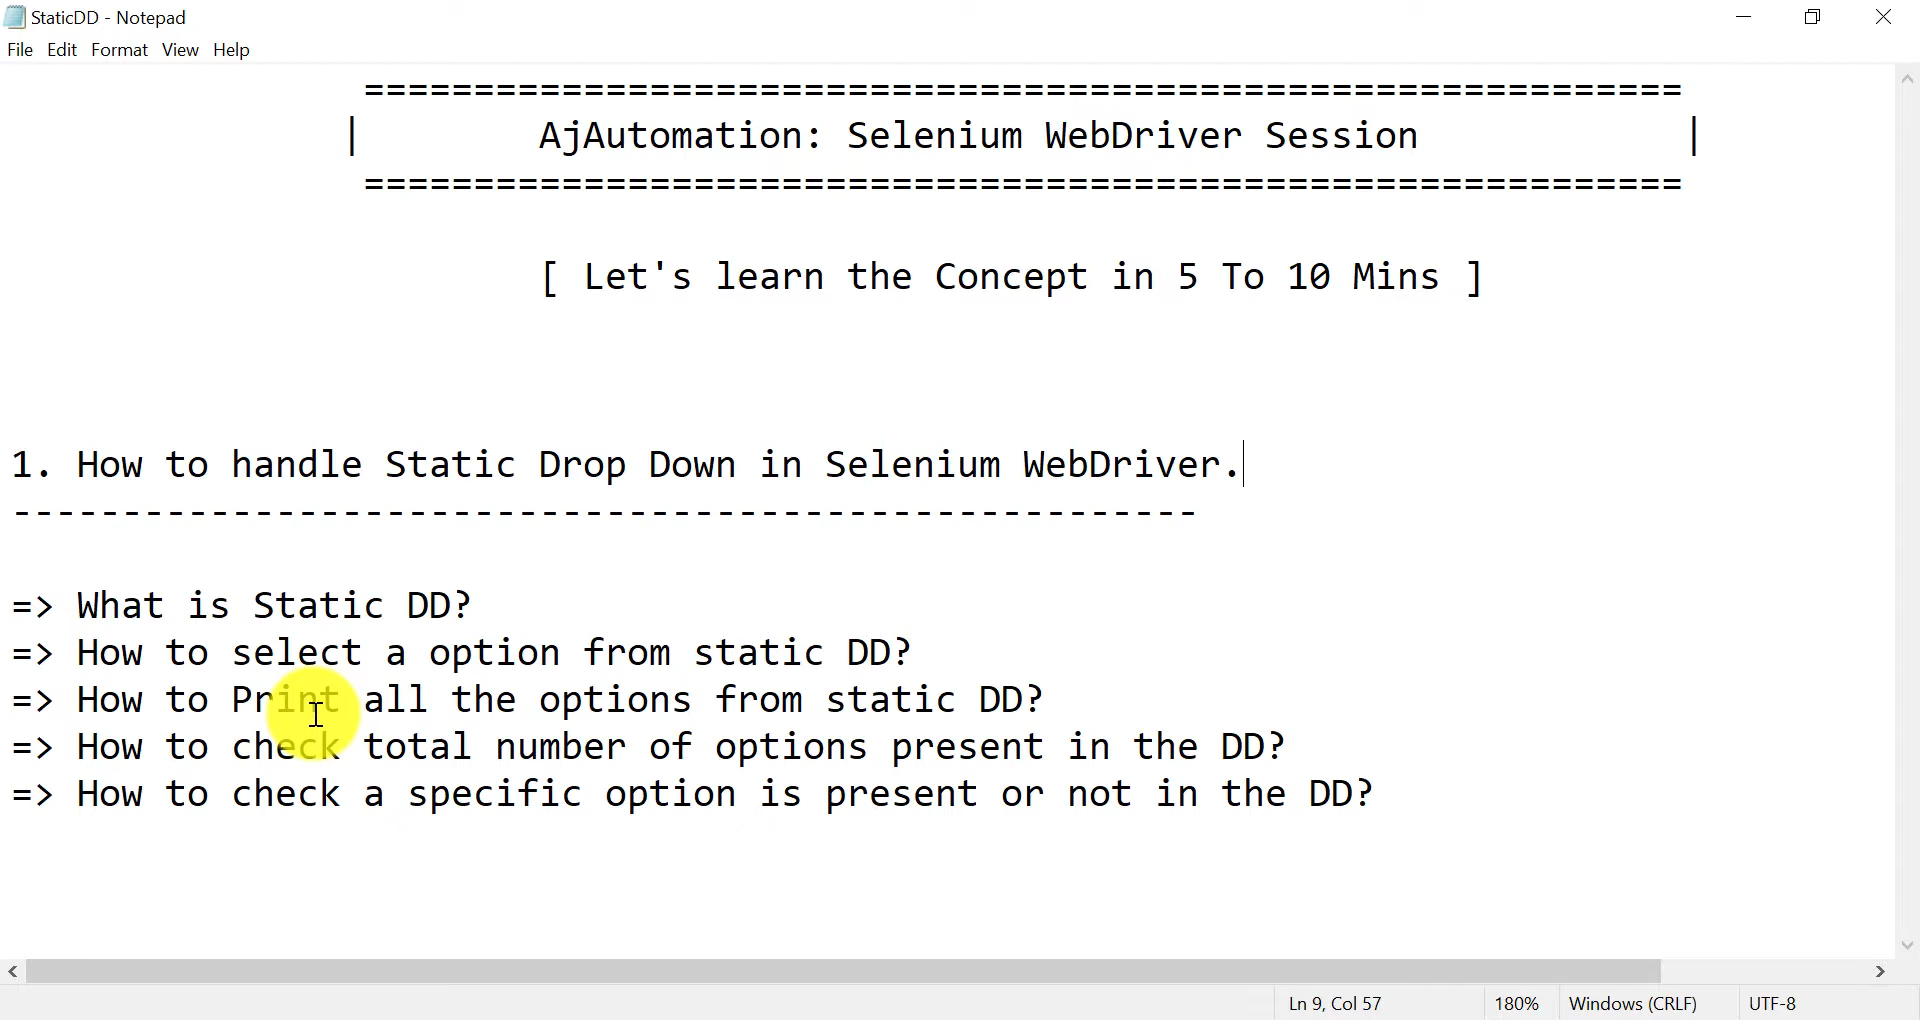 StaticDD - Notepad
File Edit Format View Help
============================================================
| AjAutomation: Selenium WebDriver Session |
============================================================
[ Let's learn the Concept in 5 To 10 Mins ]
1. How to handle Static Drop Down in Selenium WebDriver.
------------------------------------------------------
=> What is Static DD?
=> How to select a option from static DD?
=> How to Print all the options from static DD?
=> How to check total number of options present in the DD?
=> How to check a specific option is present or not in the DD?
Ln 9, Col 57 180% Windows (CRLF) UTF-8